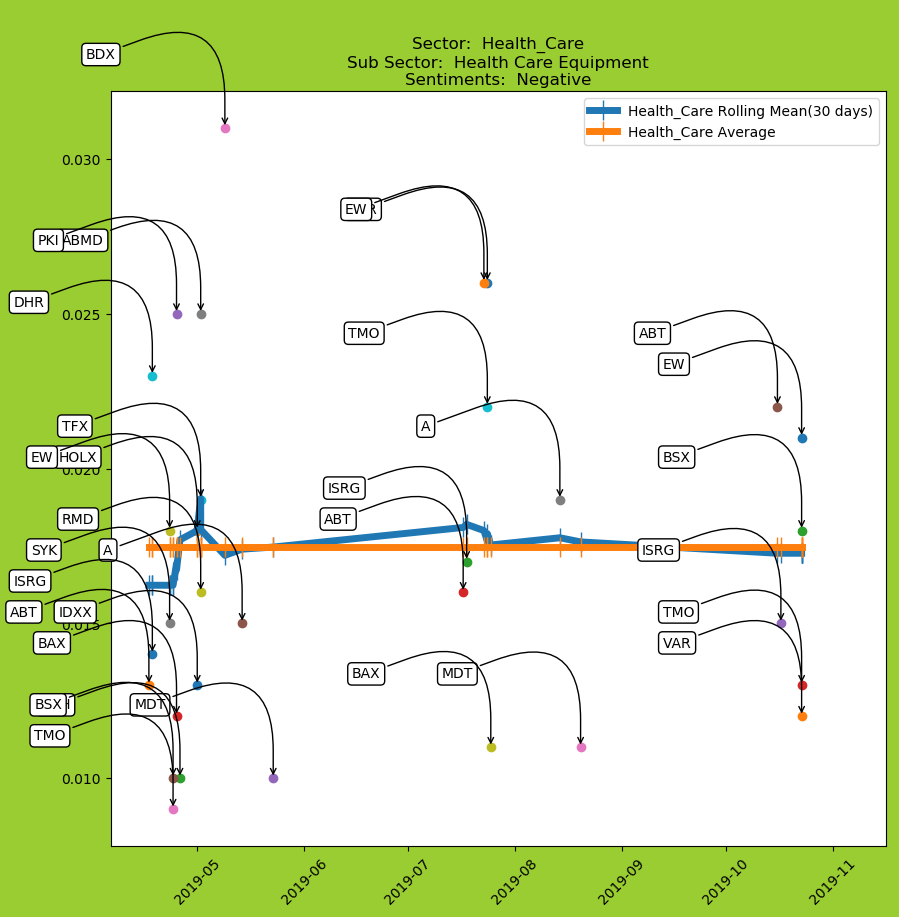 Sector:  Health_Care
Sub Sector:  Health Care Equipment
Sentiments:  Negative
Health_Care Rolling Mean(30 days)
Health_Care Average
BDX
0.030
EW
PKI
ABMD
DHR
0.025
TMO
ABT
EW
TFX
A
EW
HOLX
BSX
0.020
ISRG
RMD
ABT
SYK
A
ISRG
ISRG
ABT
IDXX
TMO
0.015
BAX
VAR
BAX
MDT
BSX
MDT
TMO
0.010
2019-05
2019-06
2019-07
2019-08
2019-09
2019-10
2019-11